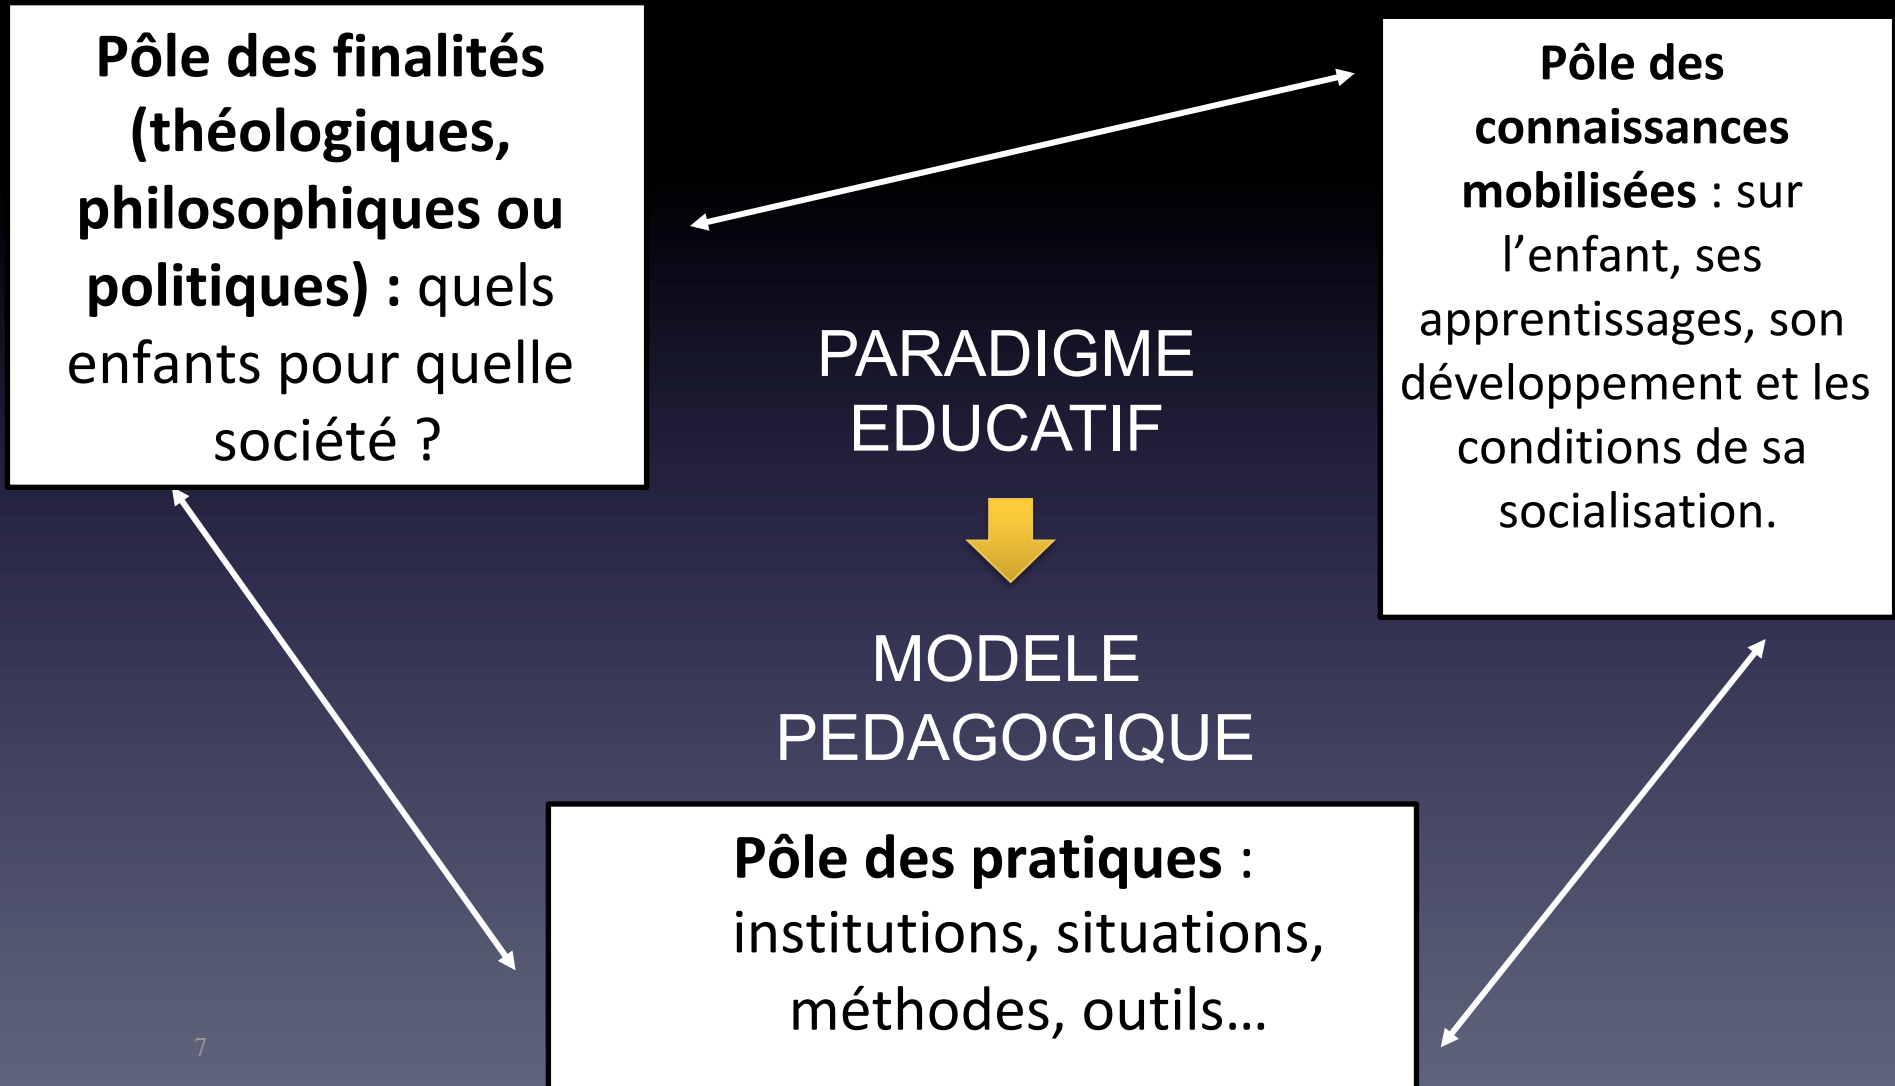 Pôle des finalités
(théologiques,
philosophiques ou
politiques) : quels
enfants pour quelle
société ?
Pôle des
connaissances
mobilisées : sur
l’enfant, ses
apprentissages, son
développement et les
conditions de sa
socialisation.
PARADIGME
EDUCATIF
MODELE
PEDAGOGIQUE
Pôle des pratiques :
institutions, situations,
méthodes, outils…
7